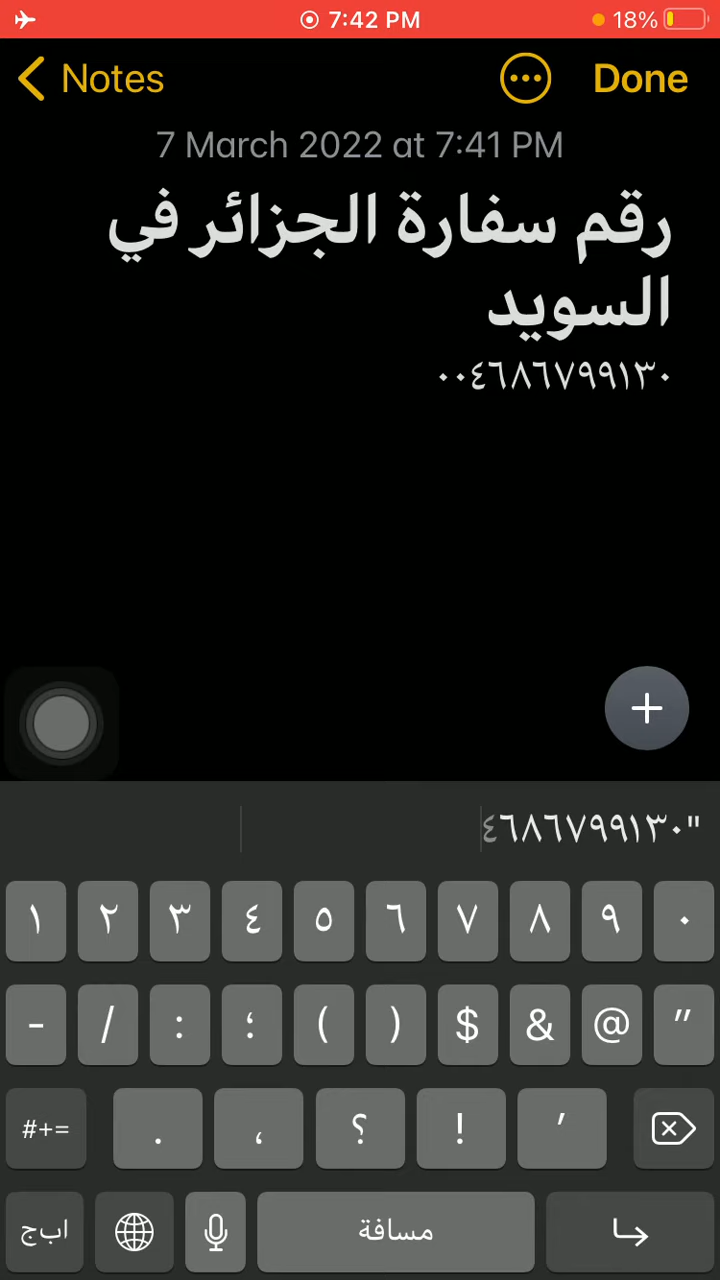 7:42 PM
18%
Notes
Done
7 March 2022 at 7:41 PM
رقم سفارة الجزائر في
السويد
٠٠٤٦٨٦٧٩٩١٣٠
٤٦٨٦٧٩٩١٣٠"
١ ٢ ٣ ٤ ٥ ٦ ٧ ٨ ٩ ٠
- / : ؛ ( ) $ & @ "
#+= . ، ؟ ! '
اب‌ج مسافة